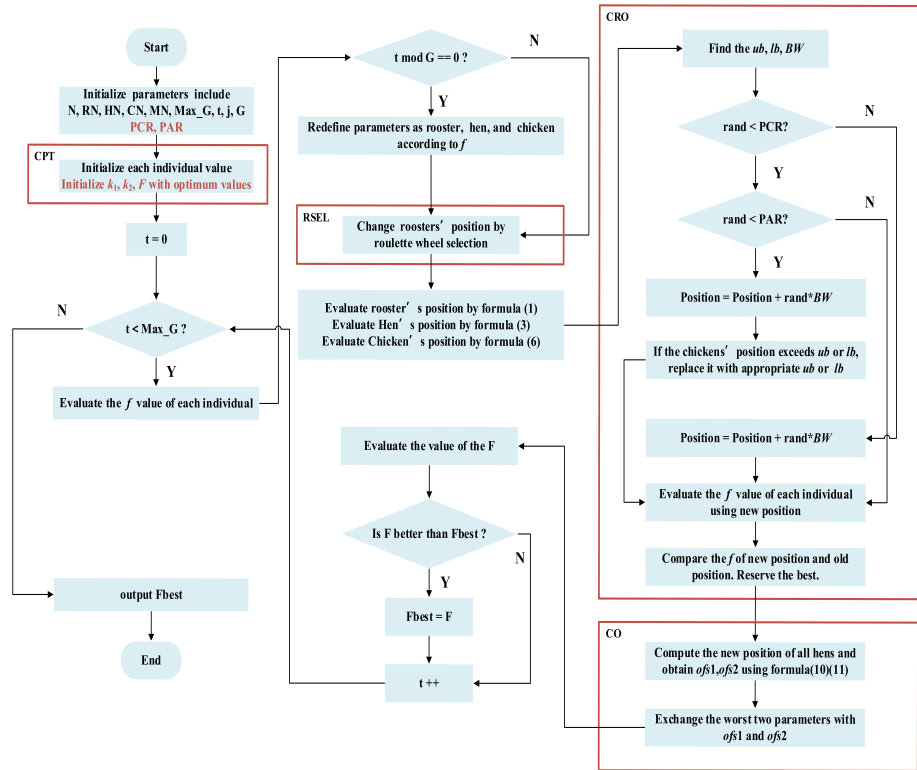 Start
Initialize parameters include
N, RN, HN, CN, MN, Max_G, t, j, G
PCR, PAR
CPT
Initialize each individual value
Initialize k1, k2, F with optimum values
t = 0
N
t < Max_G ?
Y
Evaluate the f value of each individual
output Fbest
End
t mod G == 0 ?
N
Y
Redefine parameters as rooster, hen, and chicken
according to f
RSEL
Change roosters' position by
roulette wheel selection
Evaluate rooster' s position by formula (1)
Evaluate Hen' s position by formula (3)
Evaluate Chicken' s position by formula (6)
CRO
Find the ub, lb, BW
rand < PCR?
N
Y
rand < PAR?
N
Y
Position = Position + rand*BW
If the chickens' position exceeds ub or lb,
replace it with appropriate ub or lb
Position = Position + rand*BW
Evaluate the f value of each individual
using new position
Compare the f of new position and old
position. Reserve the best.
CO
Compute the new position of all hens and
obtain ofs1,ofs2 using formula(10)(11)
Exchange the worst two parameters with
ofs1 and ofs2
Evaluate the value of the F
Is F better than Fbest ?
N
Y
Fbest = F
t ++